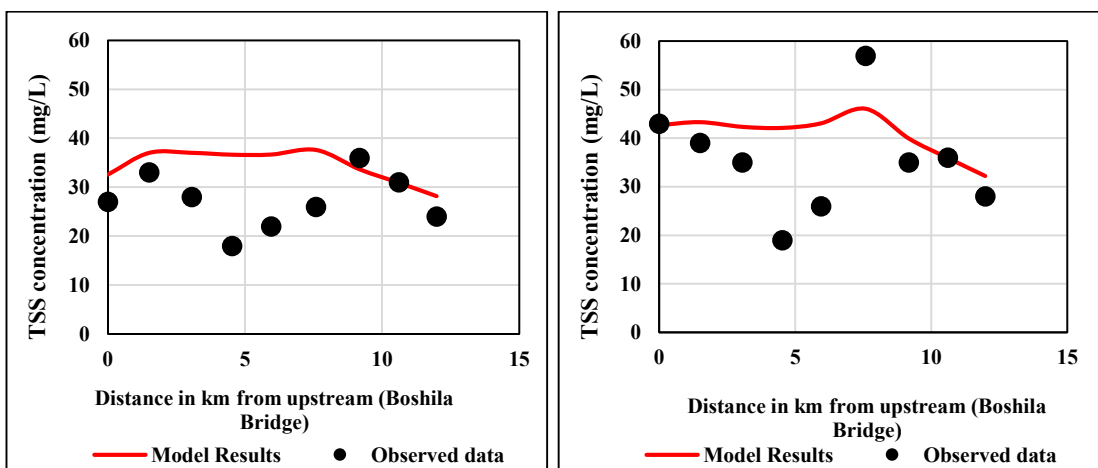 60
50
40
30
20
10
0
TSS concentration (mg/L)
0 5 10 15
Distance in km from upstream (Boshila
Bridge)
Model Results Observed data
60
50
40
30
20
10
0
TSS concentration (mg/L)
0 5 10 15
Distance in km from upstream (Boshila
Bridge)
Model Results Observed data